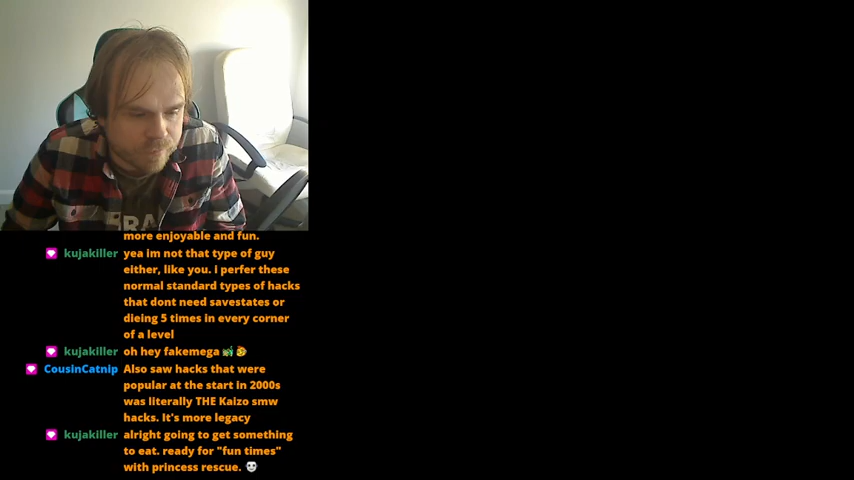 BRA
more enjoyable and fun.
kujakiller yea im not that type of guy
either, like you. i perfer these
normal standard types of hacks
that dont need savestates or
dieing 5 times in every corner
of a level
kujakiller oh hey fakemega
CousinCatnip Also saw hacks that were
popular at the start in 2000s
was literally THE Kaizo smw
hacks. It's more legacy
kujakiller alright going to get something
to eat. ready for "fun times"
with princess rescue.